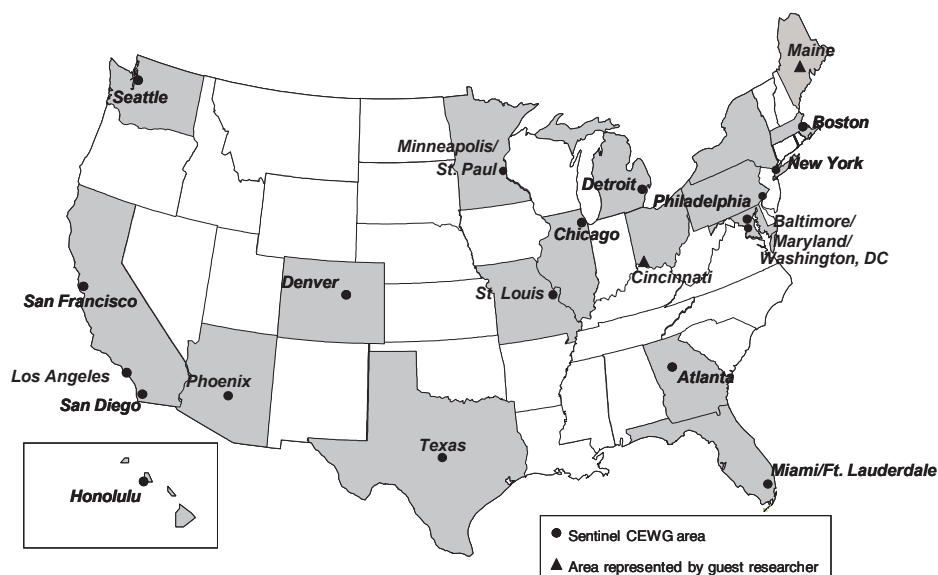 Maine
Seattle
Boston
Minneapolis/
St. Paul
New York
Detroit
Philadelphia
Chicago
Baltimore/
Maryland/
Washington, DC
Cincinnati
Denver
St. Louis
San Francisco
Los Angeles
Phoenix
Atlanta
San Diego
Texas
Miami/Ft. Lauderdale
Honolulu
Sentinel CEWG area
Area represented by guest researcher